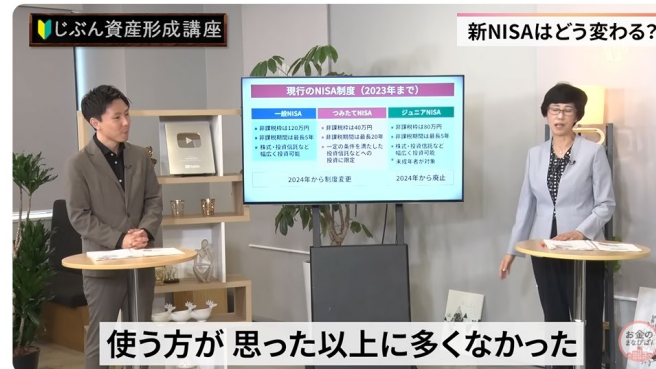 じぶん資産形成講座
新NISAはどう変わる?
現行のNISA制度（2023年まで）
一般NISA
つみたてNISA
ジュニアNISA
非課税枠は120万円
非課税期間は最長5年
株式・投資信託など
幅広く投資可能
非課税枠は40万円
非課税期間は最長20年
一定の条件を満たした
投資信託などへの
投資に限定
非課税枠は80万円
非課税期間は最長5年
株式・投資信託など
幅広く投資可能
未成年者が対象
2024年から制度変更
2024年から廃止
使う方が 思った以上に多くなかった
お金の
まなびば!